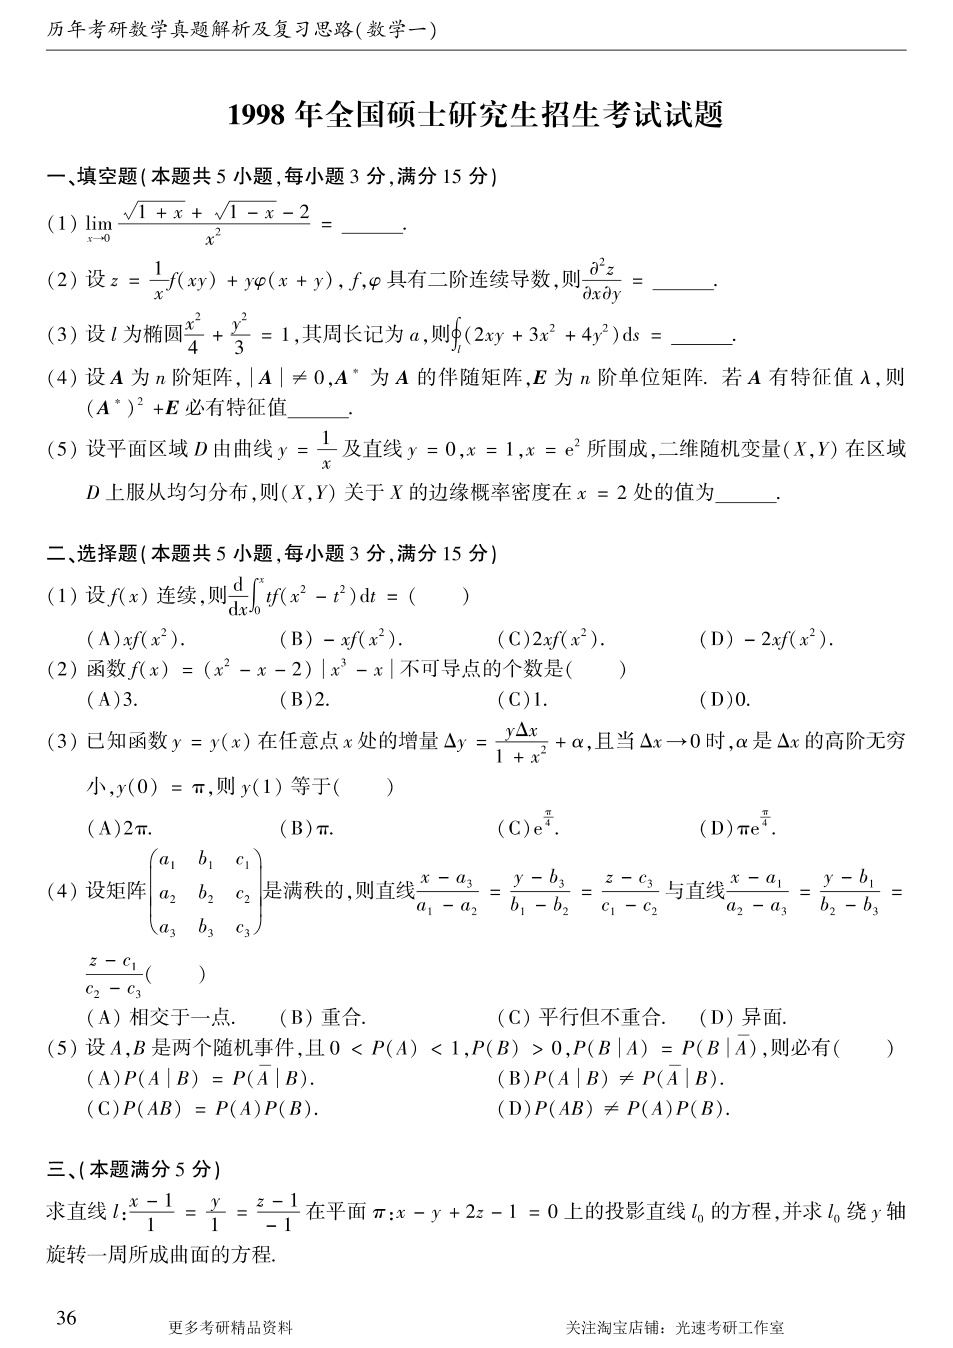 历年考研数学真题解析及复习思路(数学一)
1998 年全国硕士研究生招生考试试题
一、填空题(本题共 5 小题,每小题 3 分,满分 15 分)
(1) lim_{x→0} (√(1 + x) + √(1 − x) − 2)/x² = ______.
(2) 设 z = (1/x)f(xy) + yφ(x + y), f,φ 具有二阶连续导数,则 ∂²z/∂x∂y = ______.
(3) 设 l 为椭圆 x²/4 + y²/3 = 1,其周长记为 a,则∮_l(2xy + 3x² + 4y²)ds = ______.
(4) 设 A 为 n 阶矩阵, |A| ≠ 0,A* 为 A 的伴随矩阵,E 为 n 阶单位矩阵. 若 A 有特征值 λ,则
(A*)² +E 必有特征值______.
(5) 设平面区域 D 由曲线 y = 1/x 及直线 y = 0,x = 1,x = e² 所围成,二维随机变量(X,Y) 在区域
D 上服从均匀分布,则(X,Y) 关于 X 的边缘概率密度在 x = 2 处的值为______.
二、选择题(本题共 5 小题,每小题 3 分,满分 15 分)
(1) 设 f(x) 连续,则 d/dx ∫₀ˣ tf(x² − t²)dt = (  )
(A)xf(x²). (B) − xf(x²). (C)2xf(x²). (D) − 2xf(x²).
(2) 函数 f(x) = (x² − x − 2)|x³ − x|不可导点的个数是(  )
(A)3. (B)2. (C)1. (D)0.
(3) 已知函数 y = y(x) 在任意点 x 处的增量 Δy = yΔx/(1 + x²) + α,且当 Δx→0 时,α 是 Δx 的高阶无穷
小,y(0) = π,则 y(1) 等于(  )
(A)2π. (B)π. (C)e^{π/4}. (D)πe^{π/4}.
(4) 设矩阵 (a₁ b₁ c₁; a₂ b₂ c₂; a₃ b₃ c₃) 是满秩的,则直线 (x − a₃)/(a₁ − a₂) = (y − b₃)/(b₁ − b₂) = (z − c₃)/(c₁ − c₂) 与直线 (x − a₁)/(a₂ − a₃) = (y − b₁)/(b₂ − b₃) =
(z − c₁)/(c₂ − c₃) (  )
(A) 相交于一点. (B) 重合. (C) 平行但不重合. (D) 异面.
(5) 设 A,B 是两个随机事件,且 0 < P(A) < 1,P(B) > 0,P(B|A) = P(B|A̅),则必有(  )
(A)P(A|B) = P(A̅|B). (B)P(A|B) ≠ P(A̅|B).
(C)P(AB) = P(A)P(B). (D)P(AB) ≠ P(A)P(B).
三、(本题满分 5 分)
求直线 l: (x − 1)/1 = y/1 = (z − 1)/(−1) 在平面 π:x − y + 2z − 1 = 0 上的投影直线 l₀ 的方程,并求 l₀ 绕 y 轴
旋转一周所成曲面的方程.
36
更多考研精品资料 关注淘宝店铺：光速考研工作室